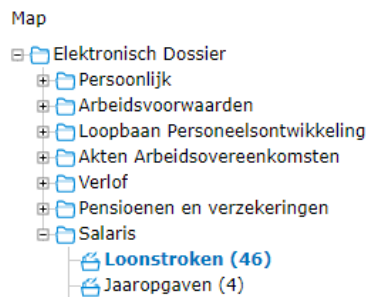 Map
Elektronisch Dossier
Persoonlijk
Arbeidsvoorwaarden
Loopbaan Personeelsontwikkeling
Akten Arbeidsovereenkomsten
Verlof
Pensioenen en verzekeringen
Salaris
Loonstroken (46)
Jaaropgaven (4)